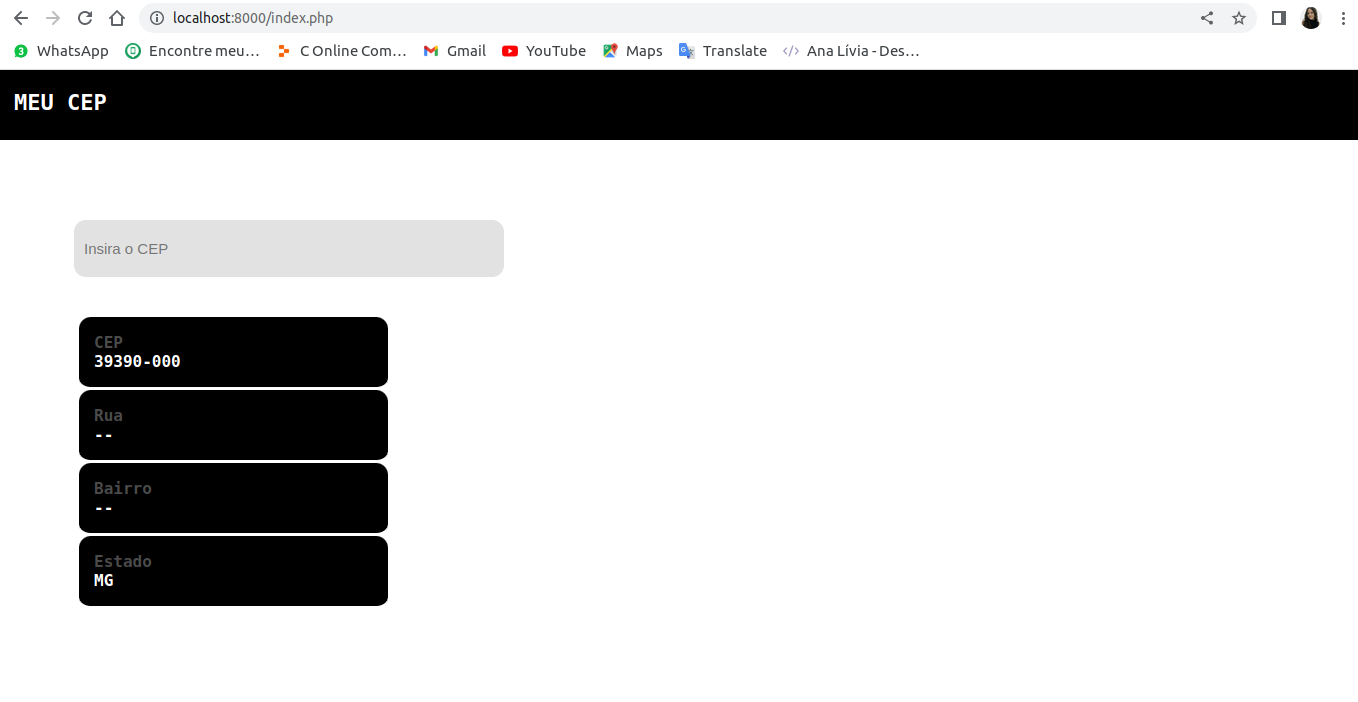 localhost:8000/index.php
3 WhatsApp Encontre meu... C Online Com... Gmail YouTube Maps Translate Ana Lívia - Des...
MEU CEP
Insira o CEP
CEP
39390-000
Rua
--
Bairro
--
Estado
MG